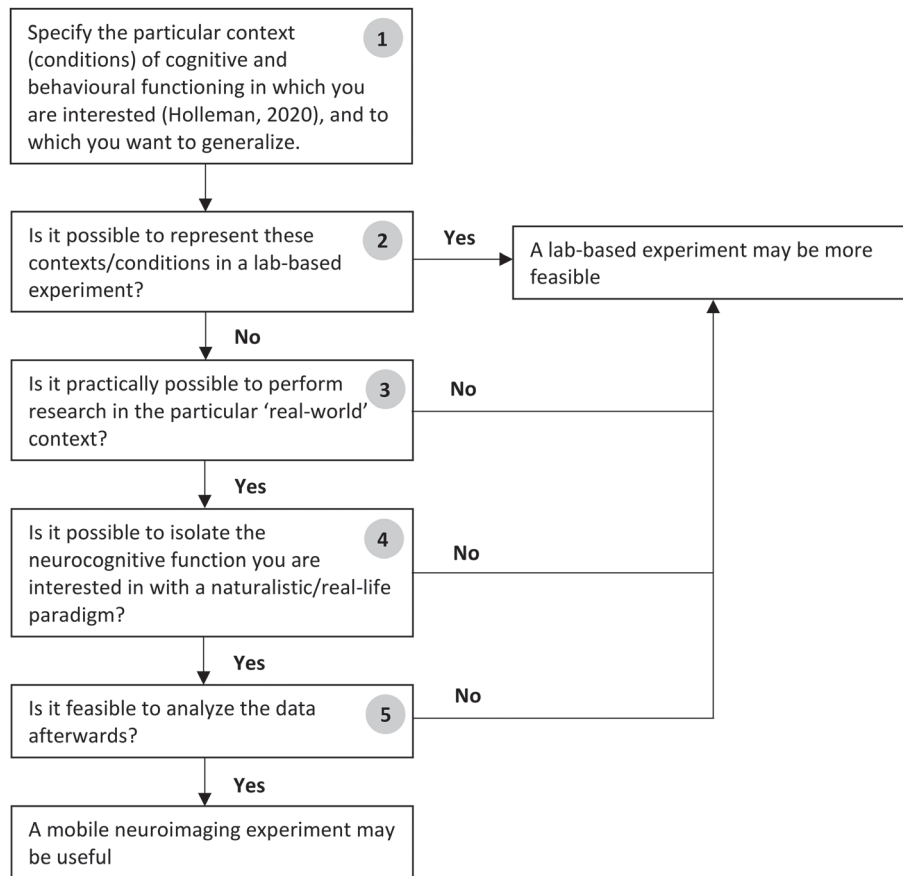 Specify the particular context
(conditions) of cognitive and
behavioural functioning in which you
are interested (Holleman, 2020), and to
which you want to generalize.
1
Is it possible to represent these
contexts/conditions in a lab-based
experiment?
2
Yes
A lab-based experiment may be more
feasible
No
Is it practically possible to perform
research in the particular ‘real-world’
context?
3
No
Yes
Is it possible to isolate the
neurocognitive function you are
interested in with a naturalistic/real-life
paradigm?
4
No
Yes
Is it feasible to analyze the data
afterwards?
5
No
Yes
A mobile neuroimaging experiment may
be useful